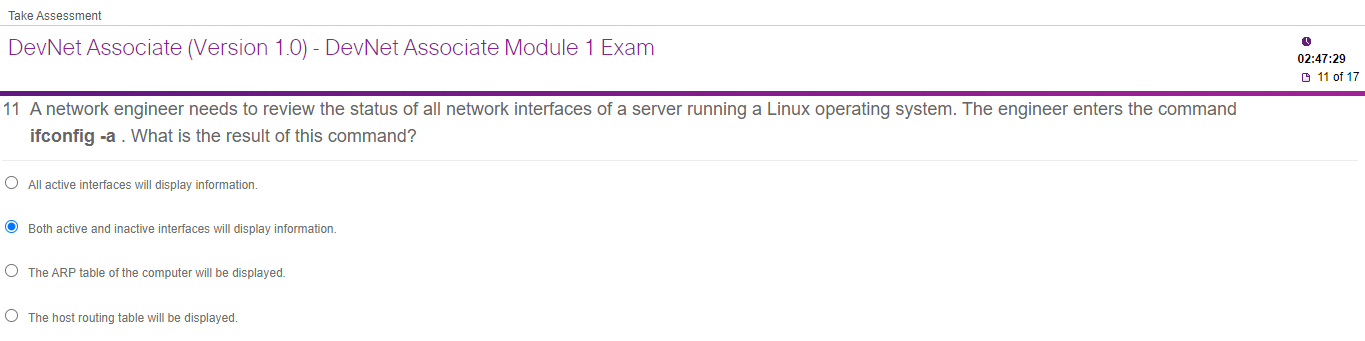 Take Assessment
DevNet Associate (Version 1.0) - DevNet Associate Module 1 Exam
02:47:29
11 of 17
11 A network engineer needs to review the status of all network interfaces of a server running a Linux operating system. The engineer enters the command
ifconfig -a . What is the result of this command?
All active interfaces will display information.
Both active and inactive interfaces will display information.
The ARP table of the computer will be displayed.
The host routing table will be displayed.